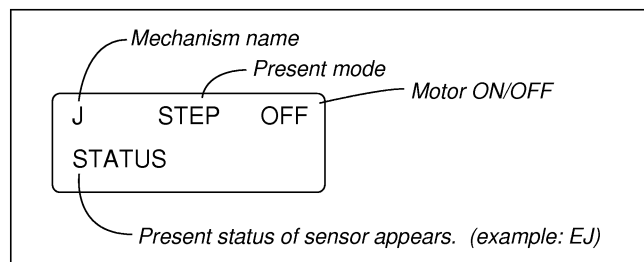 Mechanism name
Present mode
Motor ON/OFF
J STEP OFF
STATUS
Present status of sensor appears. (example: EJ)